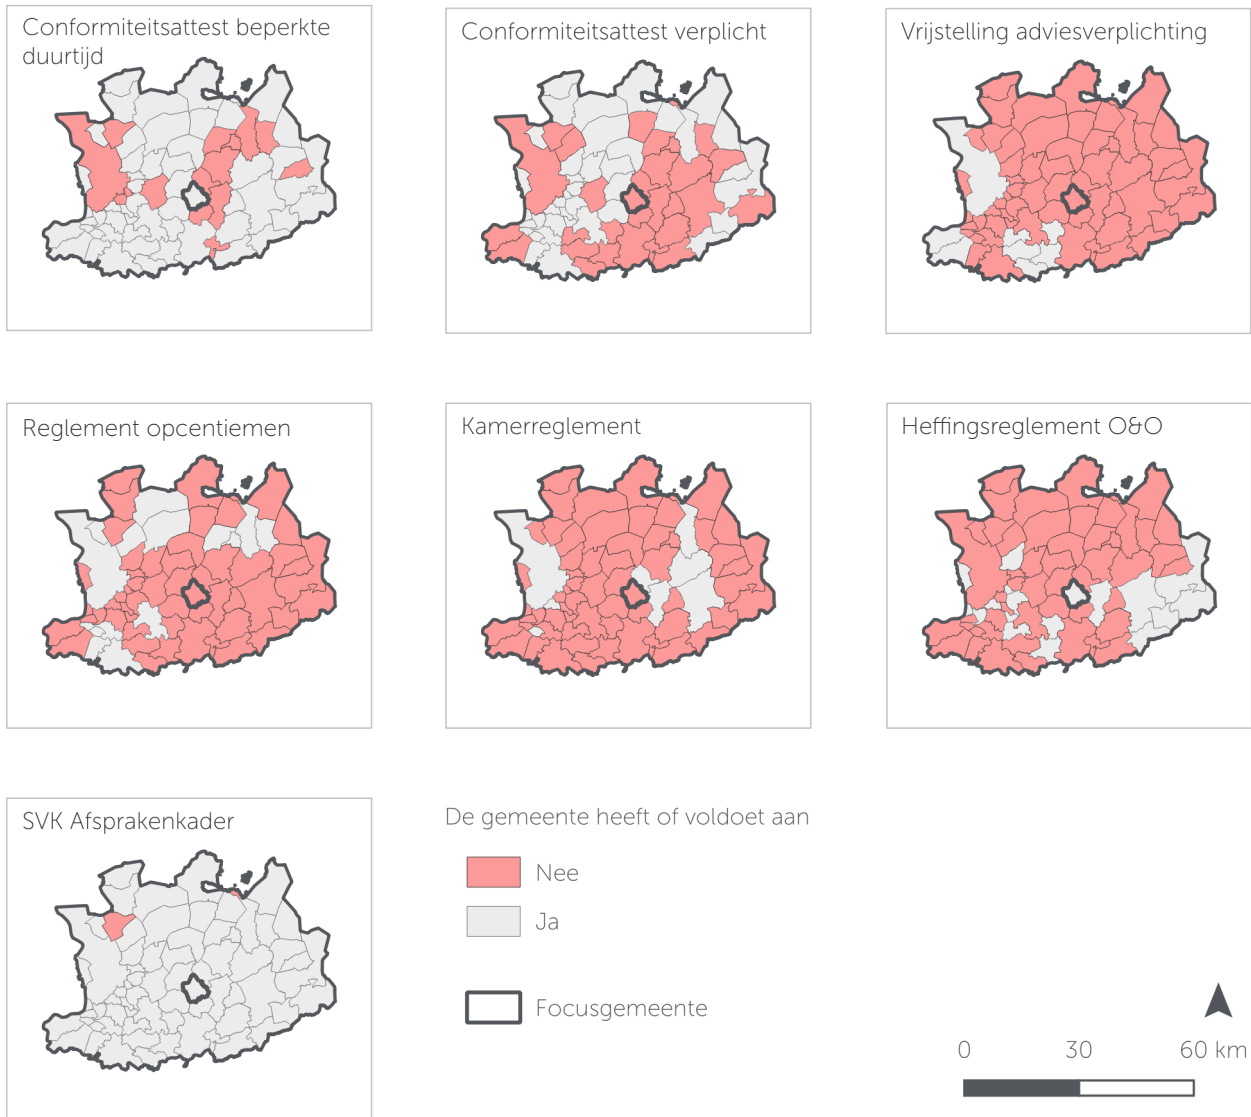 Conformiteitsattest beperkte
duurtijd
Conformiteitsattest verplicht
Vrijstelling adviesverplichting
Reglement opcentiemen
Kamerreglement
Heffingsreglement O&O
SVK Afsprakenkader
De gemeente heeft of voldoet aan
Nee
Ja
Focusgemeente
0 30 60 km